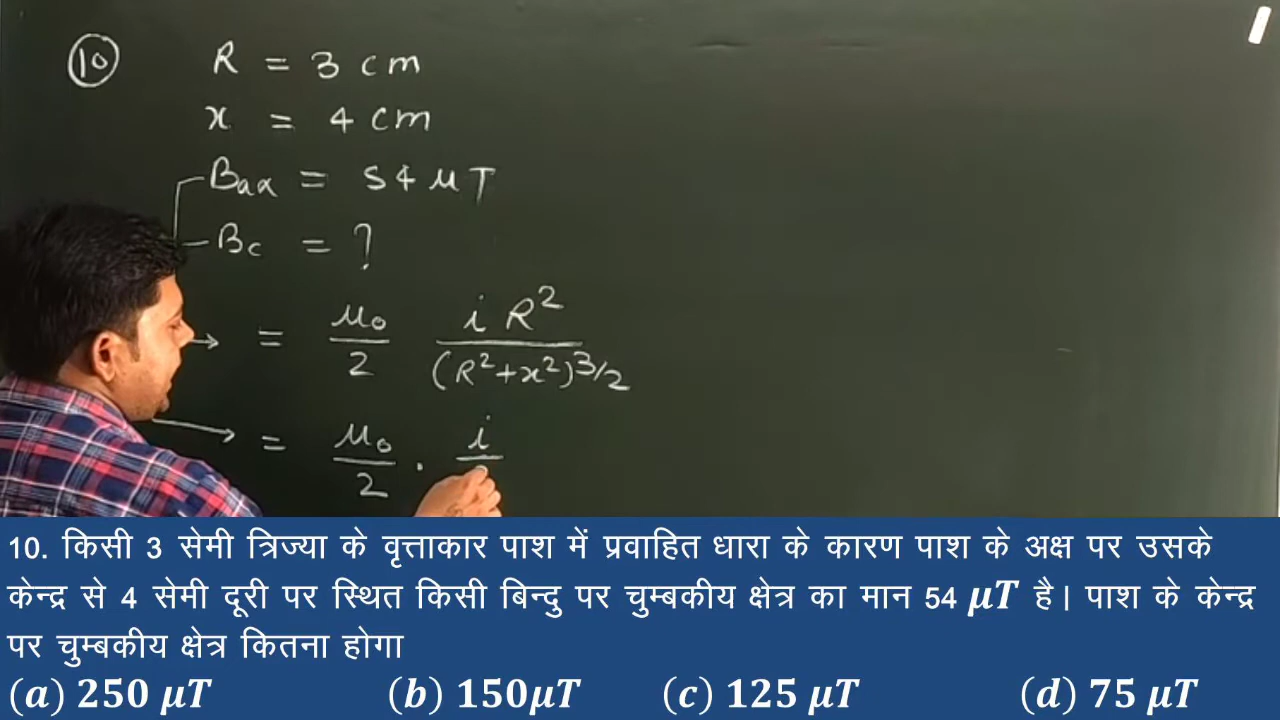 10
R = 3 cm
x = 4 cm
Bax = 54 μT
Bc = ?
= μ₀/2 i R²/(R²+x²)^3/2
= μ₀/2 . i
10. किसी 3 सेमी त्रिज्या के वृत्ताकार पाश में प्रवाहित धारा के कारण पाश के अक्ष पर उसके
केन्द्र से 4 सेमी दूरी पर स्थित किसी बिन्दु पर चुम्बकीय क्षेत्र का मान 54 μT है। पाश के केन्द्र
पर चुम्बकीय क्षेत्र कितना होगा
(a) 250 μT (b) 150μT (c) 125 μT (d) 75 μT